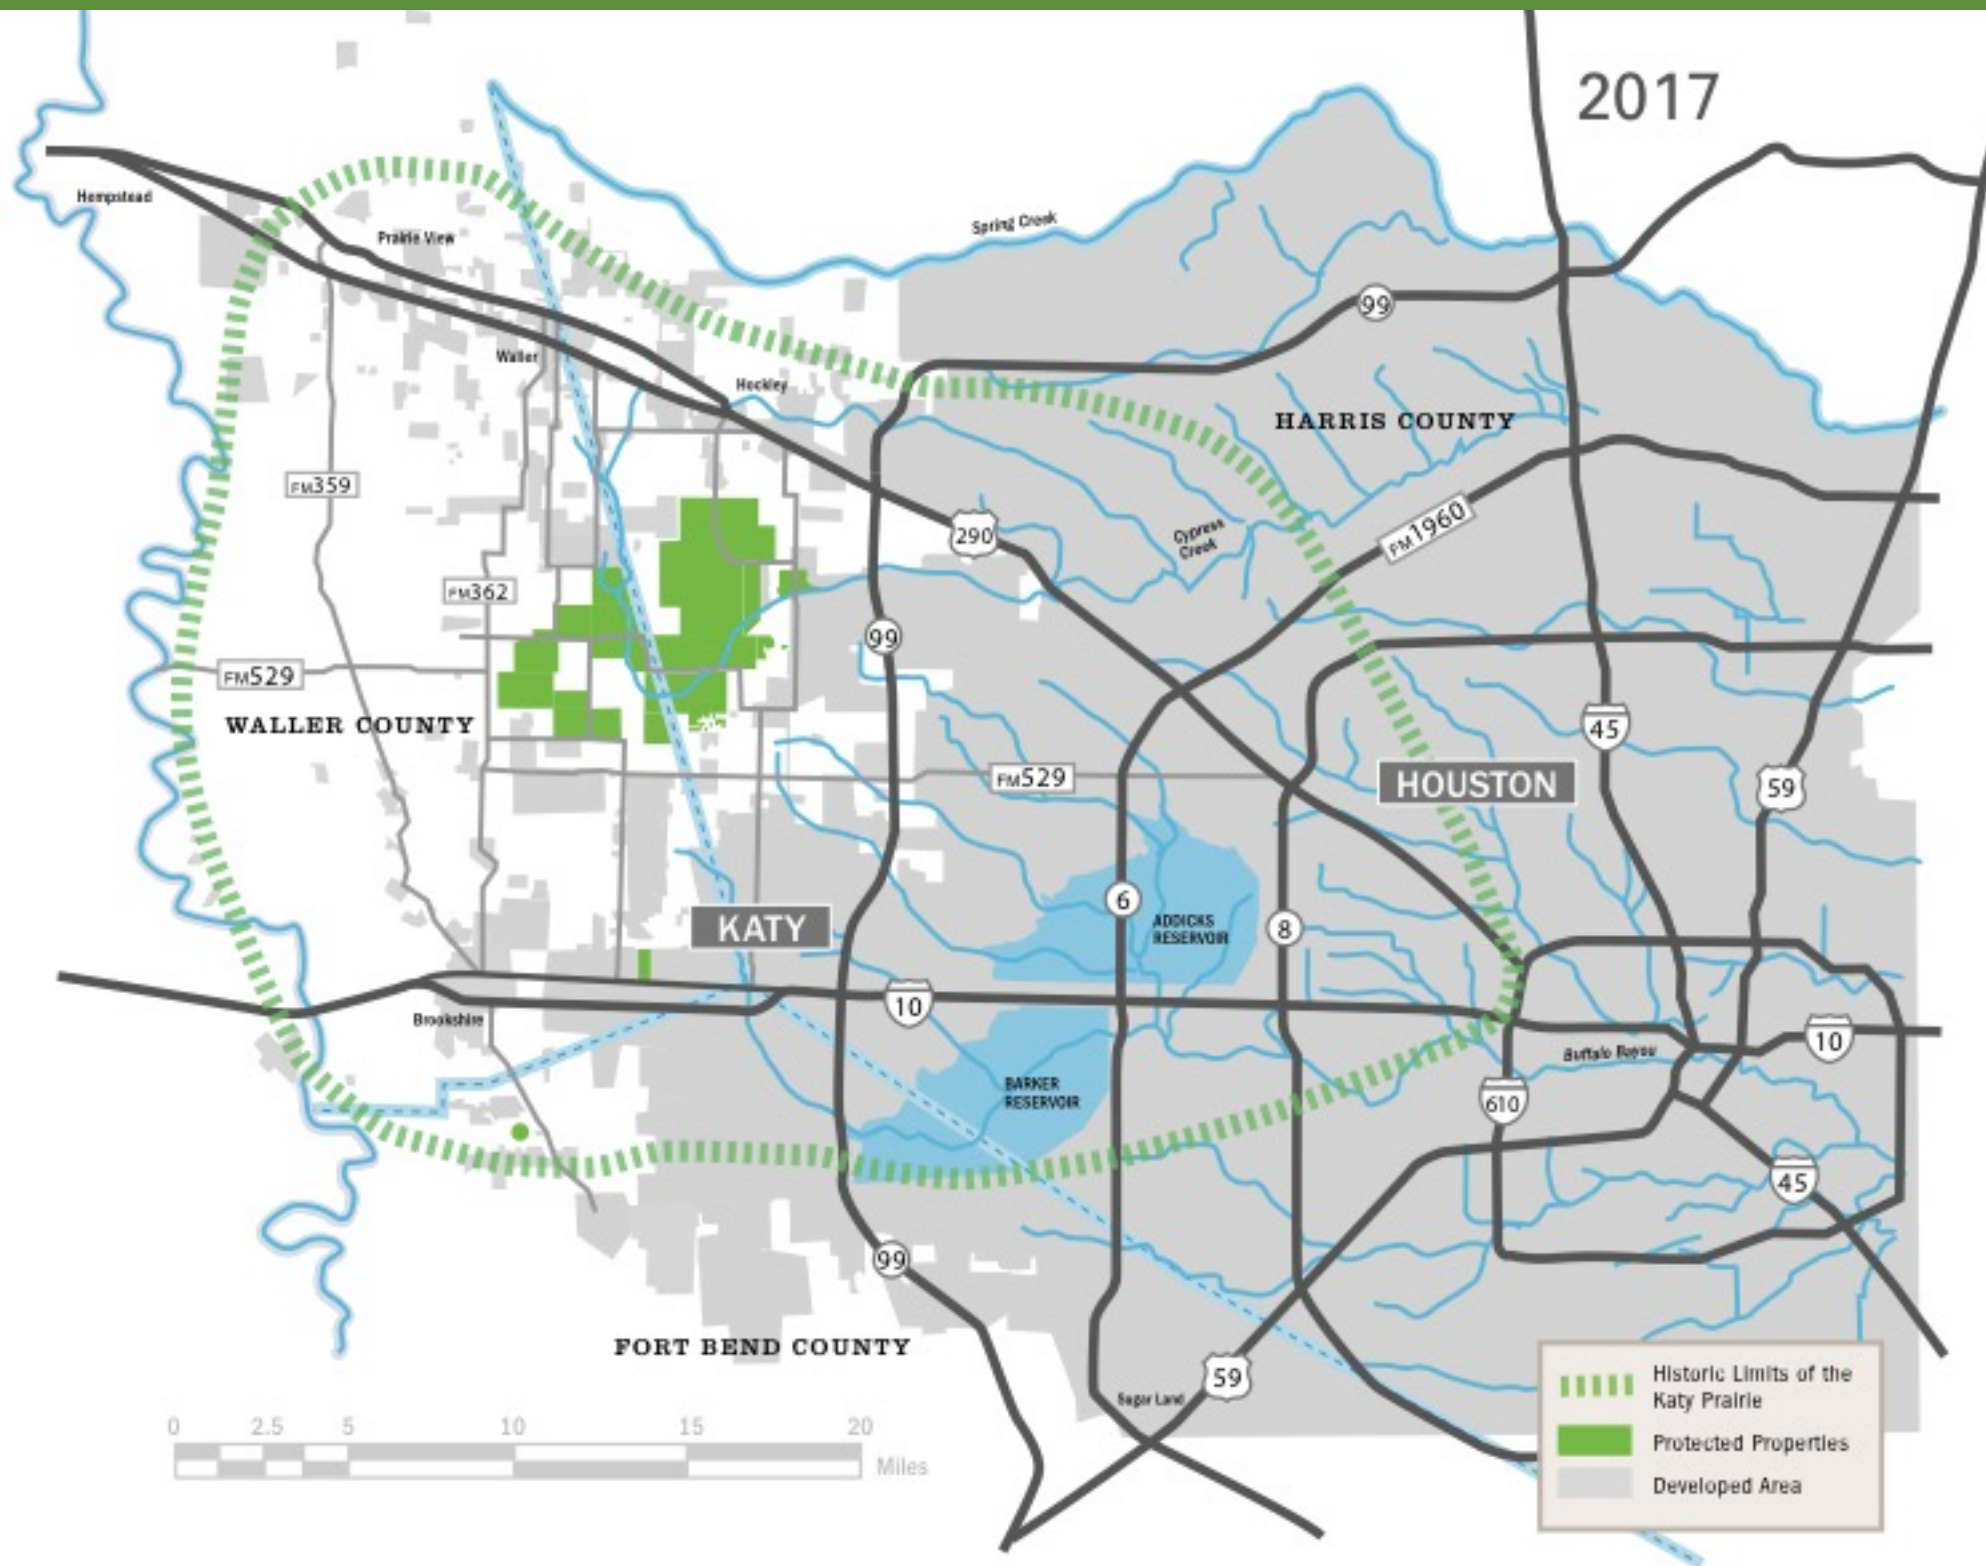 2017
Hempstead
Spring Creek
Prairie View
99
Waller
Hockley
HARRIS COUNTY
FM359
290
Cypress
Creek
FM1960
FM362
99
FM529
WALLER COUNTY
45
FM529
HOUSTON
59
6
ADDICKS
RESERVOIR
8
KATY
10
Brookshire
10
Buffalo Bayou
BARKER
RESERVOIR
610
45
99
FORT BEND COUNTY
59
Sugar Land
Historic Limits of the
Katy Prairie
Protected Properties
Developed Area
0 2.5 5 10 15 20
Miles